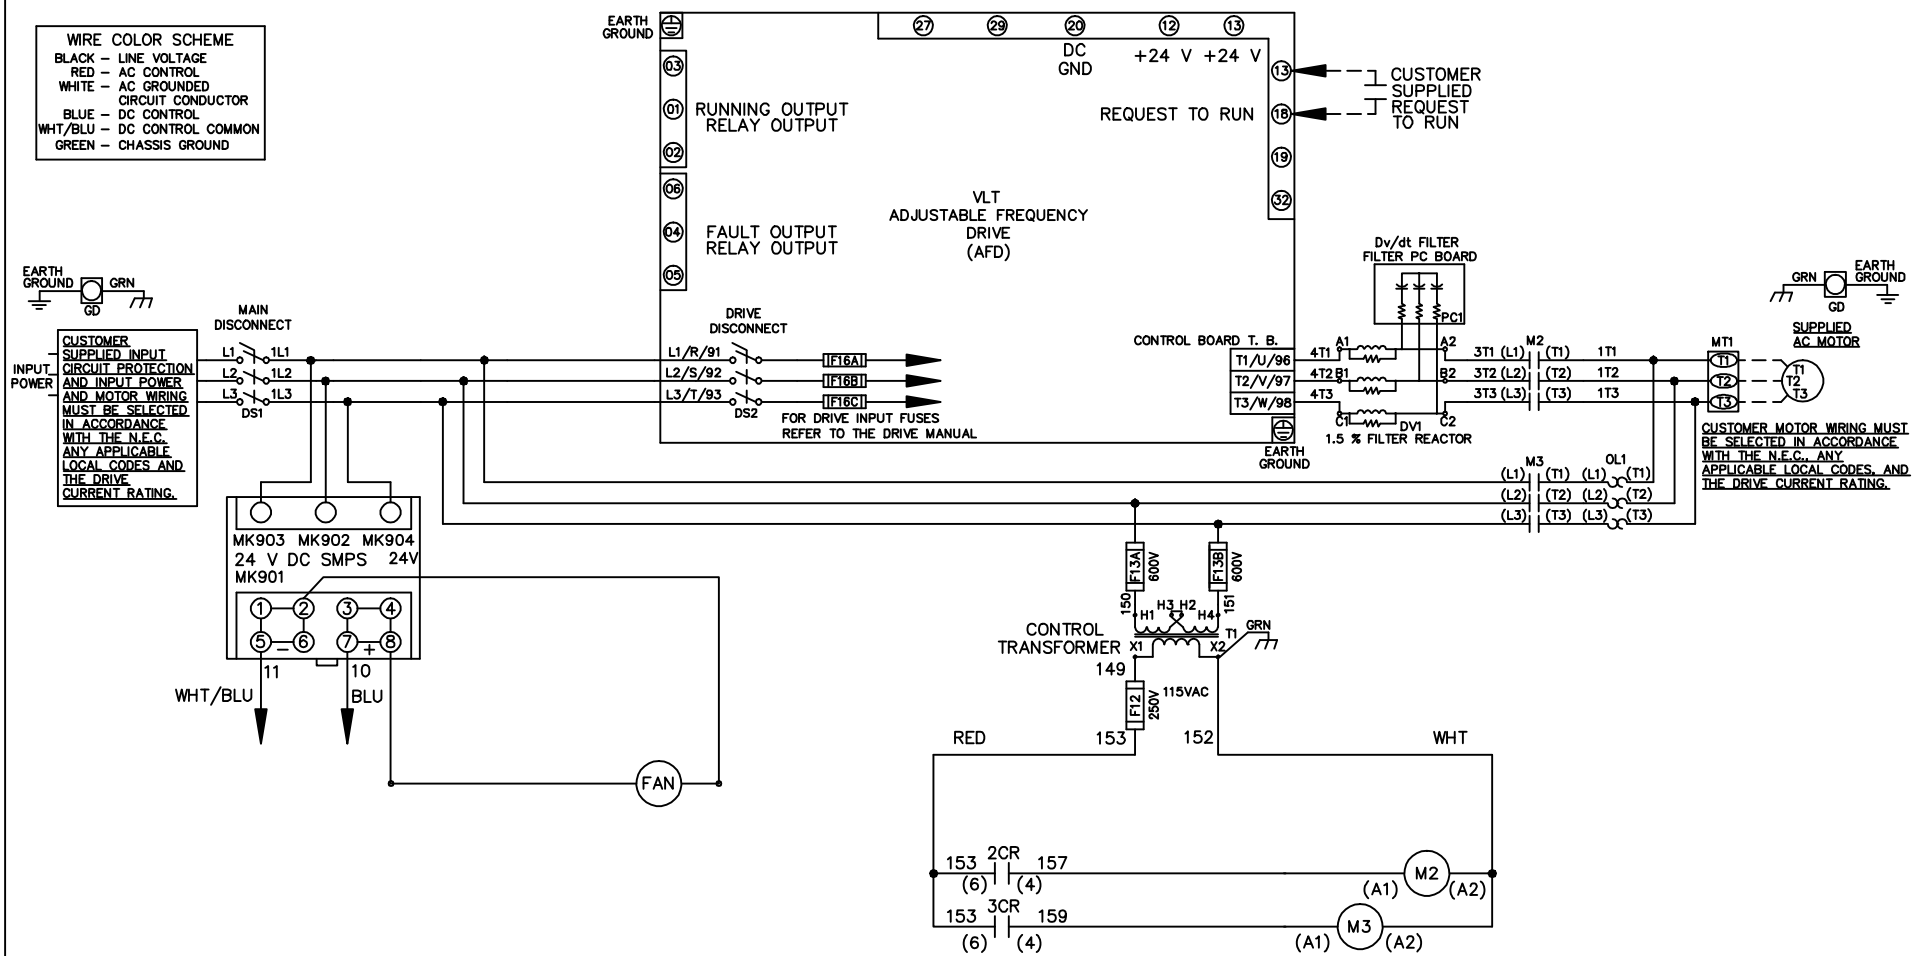 WIRE COLOR SCHEME
BLACK – LINE VOLTAGE
RED – AC CONTROL
WHITE – AC GROUNDED
CIRCUIT CONDUCTOR
BLUE – DC CONTROL
WHT/BLU – DC CONTROL COMMON
GREEN – CHASSIS GROUND
EARTH
GROUND
27 29 20 12 13
DC
GND
+24 V +24 V
03
01
02
RUNNING OUTPUT
RELAY OUTPUT
06
04
05
FAULT OUTPUT
RELAY OUTPUT
VLT
ADJUSTABLE FREQUENCY
DRIVE
(AFD)
REQUEST TO RUN
13
18
19
32
CUSTOMER
SUPPLIED
REQUEST
TO RUN
EARTH
GROUND
GRN
GD
INPUT
POWER
CUSTOMER
SUPPLIED INPUT
CIRCUIT PROTECTION
AND INPUT POWER
AND MOTOR WIRING
MUST BE SELECTED
IN ACCORDANCE
WITH THE N.E.C.
ANY APPLICABLE
LOCAL CODES AND
THE DRIVE
CURRENT RATING.
MAIN
DISCONNECT
L1 1L1
L2 1L2
L3 1L3
DS1
DRIVE
DISCONNECT
L1/R/91
L2/S/92
L3/T/93
DS2
F16A
F16B
F16C
FOR DRIVE INPUT FUSES
REFER TO THE DRIVE MANUAL
CONTROL BOARD T. B.
T1/U/96
T2/V/97
T3/W/98
EARTH
GROUND
Dv/dt FILTER
FILTER PC BOARD
PC1
4T1 A1 A2
4T2 B1 B2
4T3
C1 C2
DV1
1.5 % FILTER REACTOR
M2
3T1 (L1) (T1) 1T1
3T2 (L2) (T2) 1T2
3T3 (L3) (T3) 1T3
MT1
T1
T2
T3
SUPPLIED
AC MOTOR
T1
T2
T3
GRN
GD
EARTH
GROUND
CUSTOMER MOTOR WIRING MUST
BE SELECTED IN ACCORDANCE
WITH THE N.E.C., ANY
APPLICABLE LOCAL CODES, AND
THE DRIVE CURRENT RATING.
M3 OL1
(L1) (T1) (L1) (T1)
(L2) (T2) (L2) (T2)
(L3) (T3) (L3) (T3)
MK903 MK902 MK904
24 V DC SMPS 24V
MK901
1 2 3 4
5 – 6 7 + 8
11 10
WHT/BLU BLU
FAN
F13A
600V
F13B
600V
150
151
H1 H3 H2 H4
CONTROL
TRANSFORMER
T1
GRN
X1 X2
149
F12
250V
115VAC
RED 153 152 WHT
153 2CR 157
(6) (4)
(A1) M2 (A2)
153 3CR 159
(6) (4)
(A1) M3 (A2)